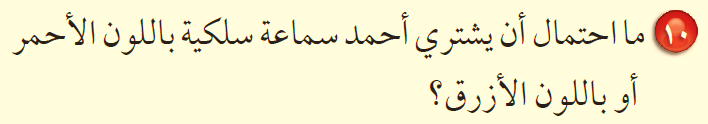 ١٠ ما احتمال أن يشتري أحمد سماعة سلكية باللون الأحمر
أو باللون الأزرق؟